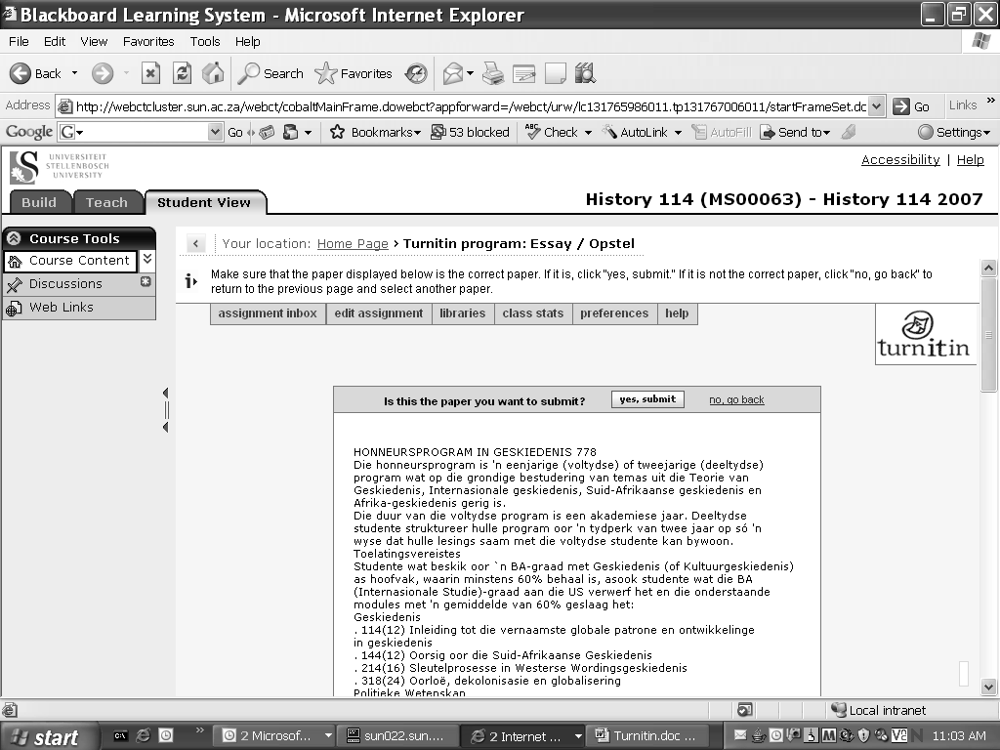 Blackboard Learning System - Microsoft Internet Explorer
File Edit View Favorites Tools Help
Back Search Favorites
Address http://webctcluster.sun.ac.za/webct/cobaltMainFrame.dowebct?appforward=/webct/urw/lc131765986011.tp131767006011/startFrameSet.dc Go Links »
Google G Go Bookmarks 53 blocked Check AutoLink AutoFill Send to Settings
UNIVERSITEIT
STELLENBOSCH
UNIVERSITY
Accessibility | Help
Build Teach Student View History 114 (MS00063) - History 114 2007
Course Tools
Course Content
Discussions
Web Links
Your location: Home Page › Turnitin program: Essay / Opstel
Make sure that the paper displayed below is the correct paper. If it is, click "yes, submit." If it is not the correct paper, click "no, go back" to
return to the previous page and select another paper.
assignment inbox edit assignment libraries class stats preferences help
turnitin
Is this the paper you want to submit? yes, submit no, go back
HONNEURSPROGRAM IN GESKIEDENIS 778
Die honneursprogram is 'n eenjarige (voltydse) of tweejarige (deeltydse)
program wat op die grondige bestudering van temas uit die Teorie van
Geskiedenis, Internasionale geskiedenis, Suid-Afrikaanse geskiedenis en
Afrika-geskiedenis gerig is.
Die duur van die voltydse program is een akademiese jaar. Deeltydse
studente struktureer hulle program oor 'n tydperk van twee jaar op só 'n
wyse dat hulle lesings saam met die voltydse studente kan bywoon.
Toelatingsvereistes
Studente wat beskik oor `n BA-graad met Geskiedenis (of Kultuurgeskiedenis)
as hoofvak, waarin minstens 60% behaal is, asook studente wat die BA
(Internasionale Studie)-graad aan die US verwerf het en die onderstaande
modules met 'n gemiddelde van 60% geslaag het:
Geskiedenis
. 114(12) Inleiding tot die vernaamste globale patrone en ontwikkelinge
in geskiedenis
. 144(12) Oorsig oor die Suid-Afrikaanse Geskiedenis
. 214(16) Sleutelprosesse in Westerse Wordingsgeskiedenis
. 318(24) Oorloë, dekolonisasie en globalisering
Politieke Wetenskap
Local intranet
start » 2 Microsof... sun022.sun.... 2 Internet ... Turnitin.doc ... 11:03 AM